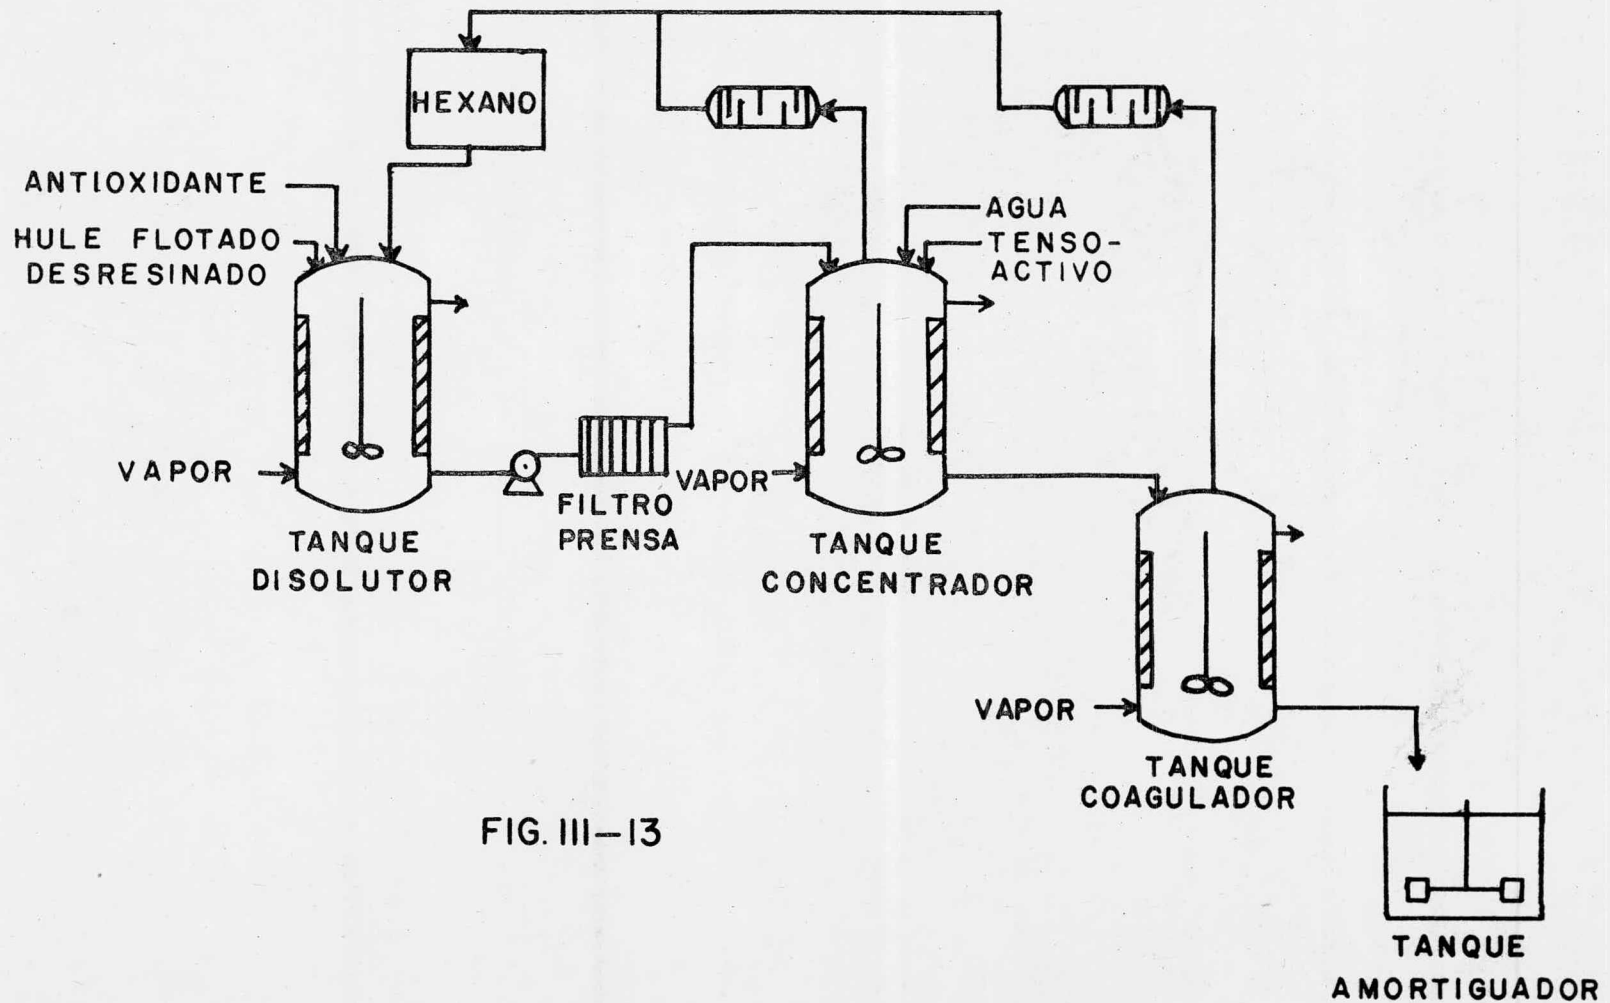 HEXANO
ANTIOXIDANTE
HULE FLOTADO
DESRESINADO
AGUA
TENSO-
ACTIVO
VAPOR
FILTRO
PRENSA
VAPOR
TANQUE
DISOLUTOR
TANQUE
CONCENTRADOR
VAPOR
TANQUE
COAGULADOR
FIG. III-13
TANQUE
AMORTIGUADOR